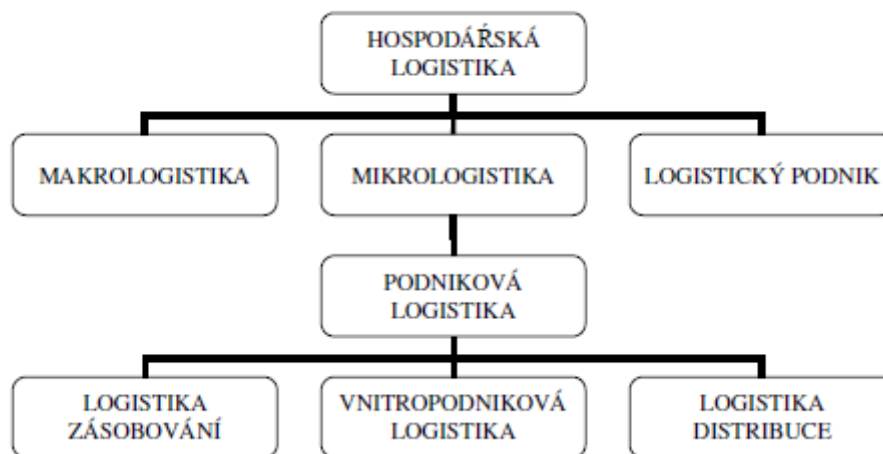 HOSPODÁŘSKÁ
LOGISTIKA
MAKROLOGISTIKA
MIKROLOGISTIKA
LOGISTICKÝ PODNIK
PODNIKOVÁ
LOGISTIKA
LOGISTIKA
ZÁSOBOVÁNÍ
VNITROPODNIKOVÁ
LOGISTIKA
LOGISTIKA
DISTRIBUCE